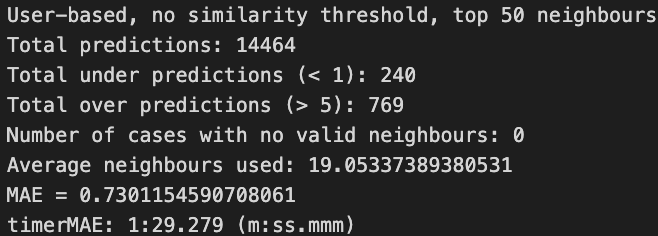 User-based, no similarity threshold, top 50 neighbours
Total predictions: 14464
Total under predictions (< 1): 240
Total over predictions (> 5): 769
Number of cases with no valid neighbours: 0
Average neighbours used: 19.05337389380531
MAE = 0.7301154590708061
timerMAE: 1:29.279 (m:ss.mmm)